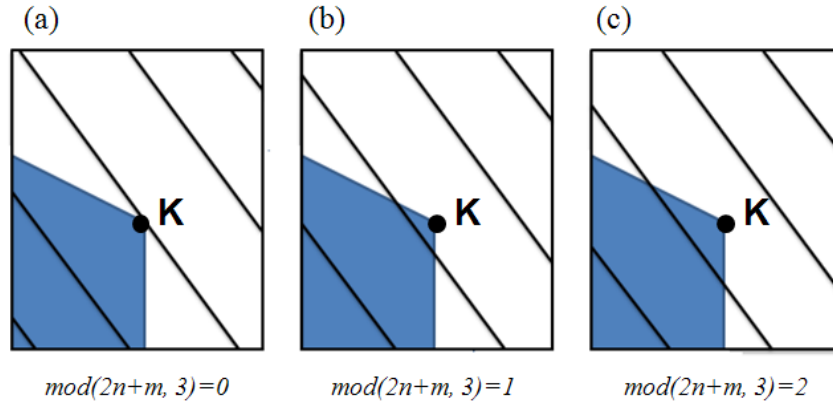 (a) (b) (c)
K K K
mod(2n+m, 3)=0 mod(2n+m, 3)=1 mod(2n+m, 3)=2